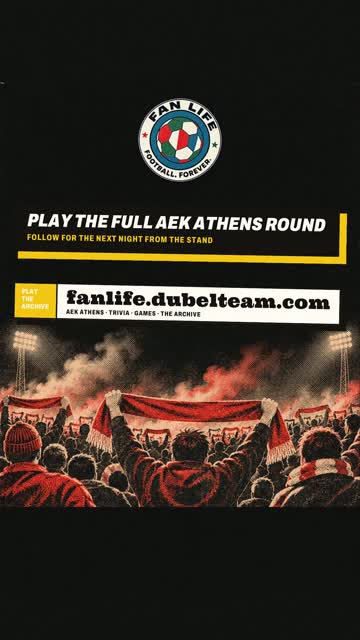 FAN LIFE
FOOTBALL. FOREVER.
PLAY THE FULL AEK ATHENS ROUND
FOLLOW FOR THE NEXT NIGHT FROM THE STAND
PLAY
THE
ARCHIVE
fanlife.dubelteam.com
AEK ATHENS · TRIVIA · GAMES · THE ARCHIVE